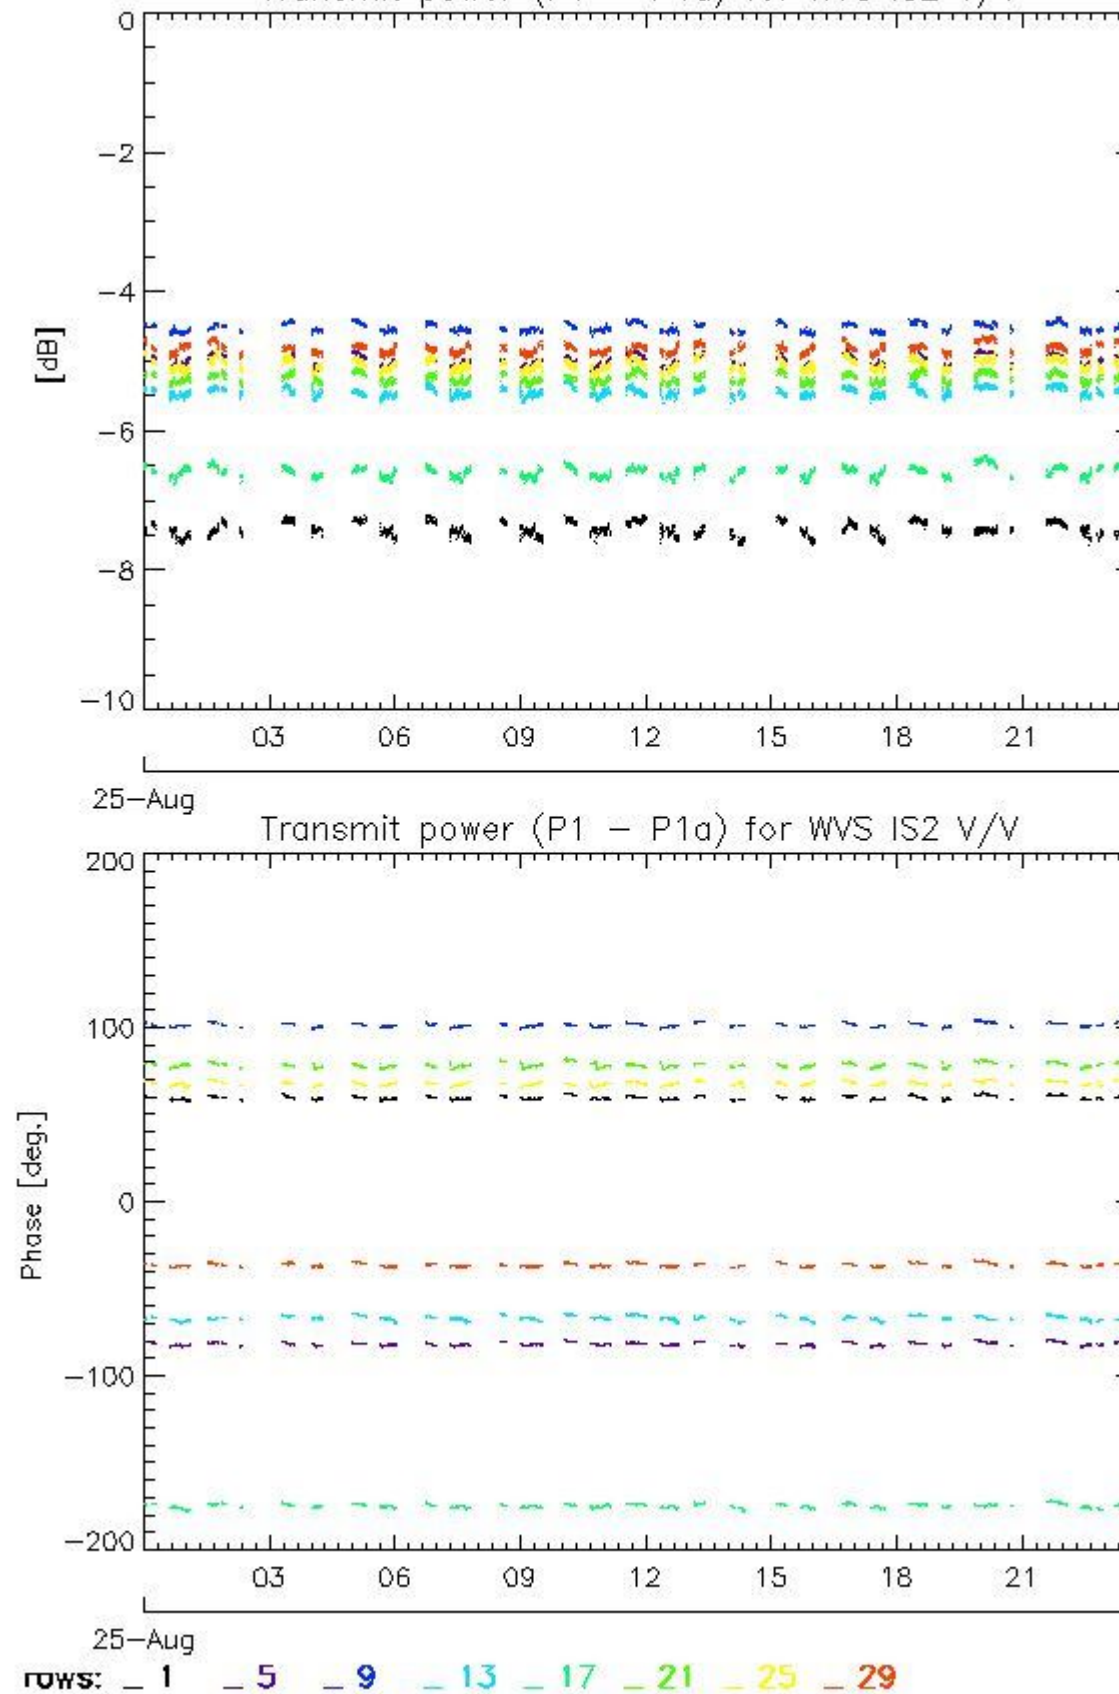 0
−2
−4
[dB]
−6
−8
−10
03 06 09 12 15 18 21
25−Aug
Transmit power (P1 − P1a) for WVS IS2 V/V
200
100
Phase [deg.]
0
−100
−200
03 06 09 12 15 18 21
25−Aug
rows: _ 1 _ 5 _ 9 _ 13 _ 17 _ 21 _ 25 _ 29